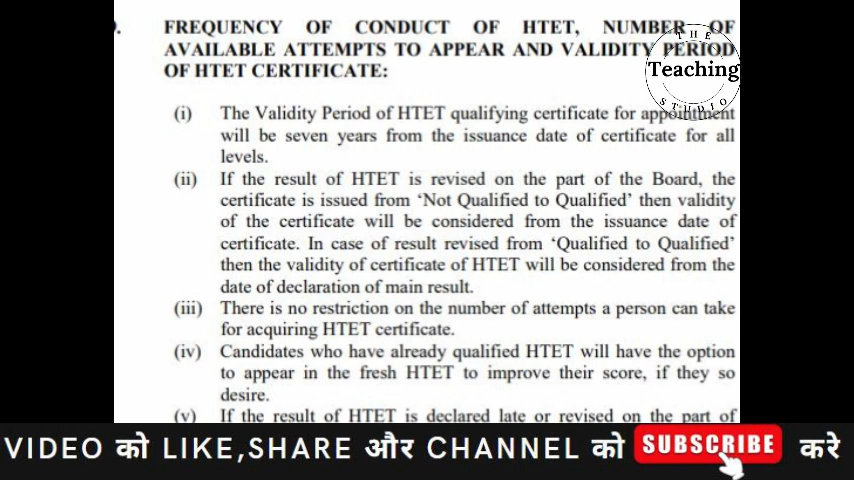 FREQUENCY OF CONDUCT OF HTET, NUMBER OF
AVAILABLE ATTEMPTS TO APPEAR AND VALIDITY PERIOD
OF HTET CERTIFICATE:
THE
Teaching
STUDIO
(i) The Validity Period of HTET qualifying certificate for appointment
will be seven years from the issuance date of certificate for all
levels.
(ii) If the result of HTET is revised on the part of the Board, the
certificate is issued from ‘Not Qualified to Qualified’ then validity
of the certificate will be considered from the issuance date of
certificate. In case of result revised from ‘Qualified to Qualified’
then the validity of certificate of HTET will be considered from the
date of declaration of main result.
(iii) There is no restriction on the number of attempts a person can take
for acquiring HTET certificate.
(iv) Candidates who have already qualified HTET will have the option
to appear in the fresh HTET to improve their score, if they so
desire.
(v) If the result of HTET is declared late or revised on the part of
VIDEO को LIKE,SHARE और CHANNEL को SUBSCRIBE करे